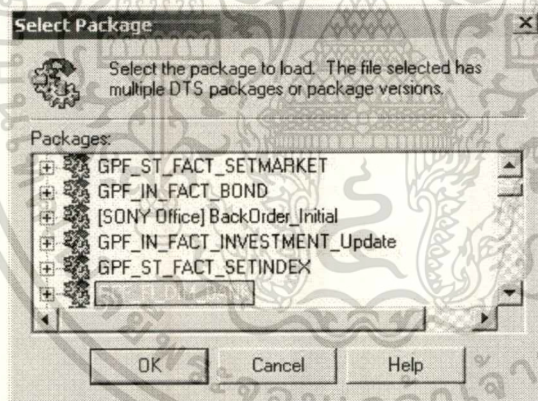 Select Package
Select the package to load. The file selected has
multiple DTS packages or package versions.
Packages:
GPF_ST_FACT_SETMARKET
GPF_IN_FACT_BOND
[SONY Office] BackOrder_Initial
GPF_IN_FACT_INVESTMENT_Update
GPF_ST_FACT_SETINDEX
OK Cancel Help